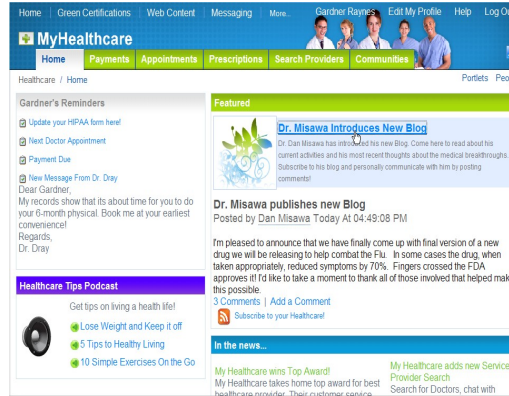 Home Green Certifications Web Content Messaging More.. Gardner Raynes Edit My Profile Help Log
MyHealthcare
Home Payments Appointments Prescriptions Search Providers Communities
Healthcare / Home
Portlets
Gardner's Reminders
Update your HIPAA form here!
Next Doctor Appointment
Payment Due
New Message From Dr. Dray
Dear Gardner,
My records show that its about time for you to do
your 6-month physical. Book me at your earliest
convenience!
Regards,
Dr. Dray
Healthcare Tips Podcast
Get tips on living a health life!
Lose Weight and Keep it off
5 Tips to Healthy Living
10 Simple Exercises On the Go
Featured
Dr. Misawa Introduces New Blog
Dr. Dan Misawa has introduced his new Blog. Come here to read about his
current activities and his most recent thoughts about the medical breakthroughs.
Subscribe to his blog and personally communicate with him by posting
comments!
Dr. Misawa publishes new Blog
Posted by Dan Misawa Today At 04:49:08 PM
I'm pleased to announce that we have finally come up with final version of a new
drug we will be releasing to help combat the Flu. In some cases the drug, when
taken appropriately, reduced symptoms by 70%. Fingers crossed the FDA
approves it! I'd like to take a moment to thank all of those involved that helped mak
this possible.
3 Comments | Add a Comment
Subscribe to your Healthcare!
In the news...
My Healthcare wins Top Award!
My Healthcare takes home top award for best
healthcare provider. Their customer service
My Healthcare adds new Service
Provider Search
Search for Doctors, chat with